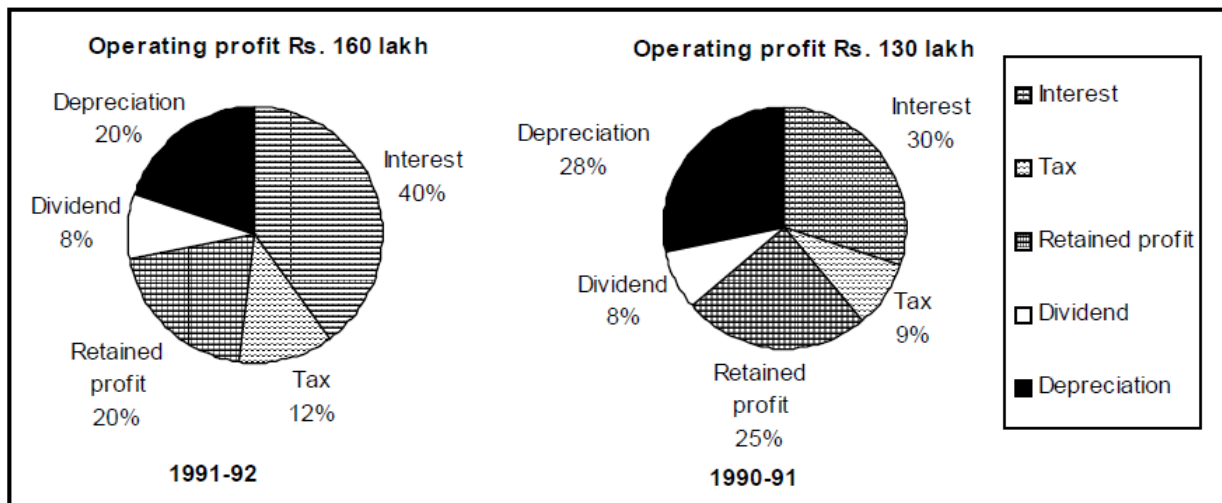 Operating profit Rs. 160 lakh
Depreciation
20%
Interest
40%
Dividend
8%
Retained
profit
20%
Tax
12%
1991-92
Operating profit Rs. 130 lakh
Depreciation
28%
Interest
30%
Dividend
8%
Tax
9%
Retained
profit
25%
1990-91
Interest
Tax
Retained profit
Dividend
Depreciation